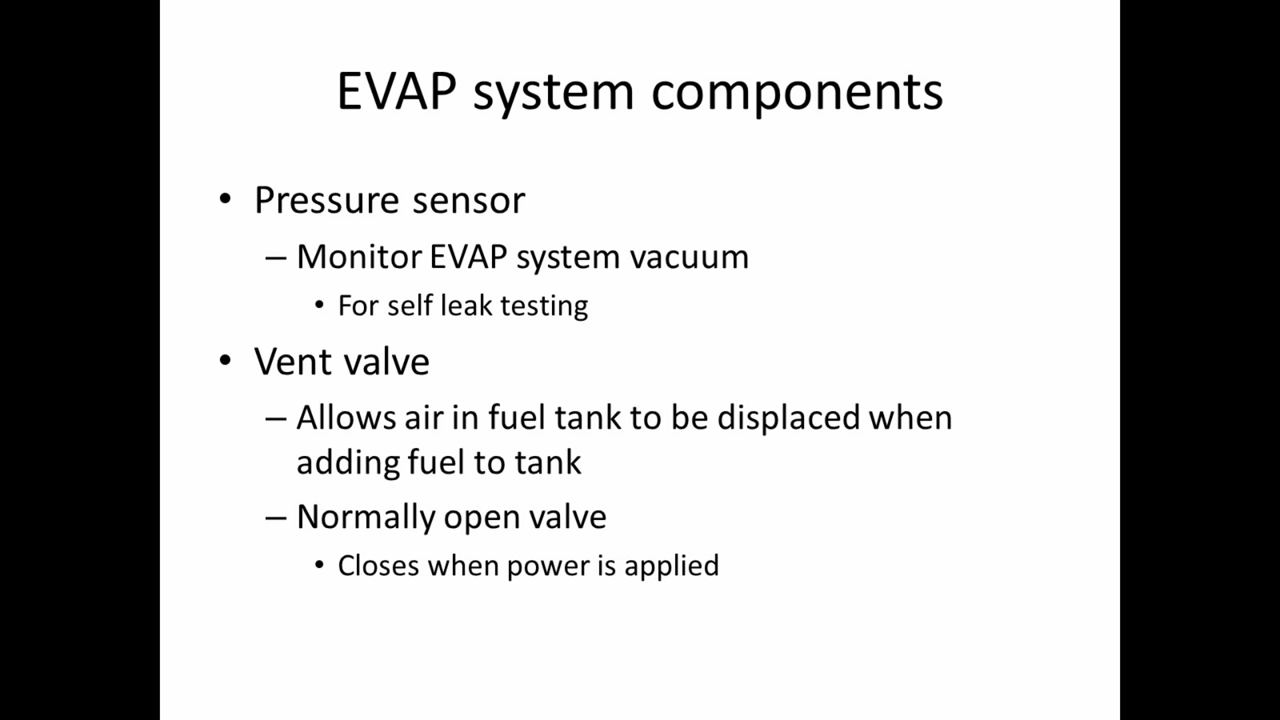 EVAP system components
• Pressure sensor
– Monitor EVAP system vacuum
• For self leak testing
• Vent valve
– Allows air in fuel tank to be displaced when
adding fuel to tank
– Normally open valve
• Closes when power is applied